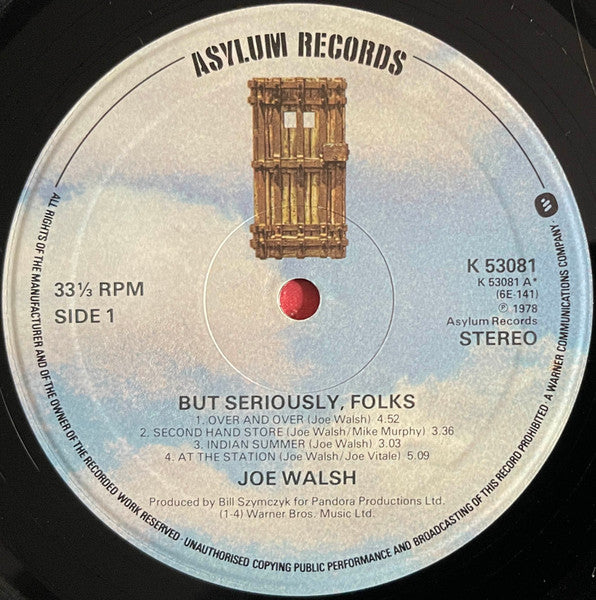 ASYLUM RECORDS
33⅓ RPM
SIDE 1
K 53081
K 53081 A*
(6E-141)
℗ 1978
Asylum Records
STEREO
BUT SERIOUSLY, FOLKS
1. OVER AND OVER (Joe Walsh) 4.52
2. SECOND HAND STORE (Joe Walsh/Mike Murphy) 3.36
3. INDIAN SUMMER (Joe Walsh) 3.03
4. AT THE STATION (Joe Walsh/Joe Vitale) 5.09
JOE WALSH
Produced by Bill Szymczyk for Pandora Productions Ltd.
(1-4) Warner Bros. Music Ltd.
ALL RIGHTS OF THE MANUFACTURER AND OF THE OWNER OF THE RECORDED WORK RESERVED. UNAUTHORISED COPYING PUBLIC PERFORMANCE AND BROADCASTING OF THIS RECORD PROHIBITED. A WARNER COMMUNICATIONS COMPANY.